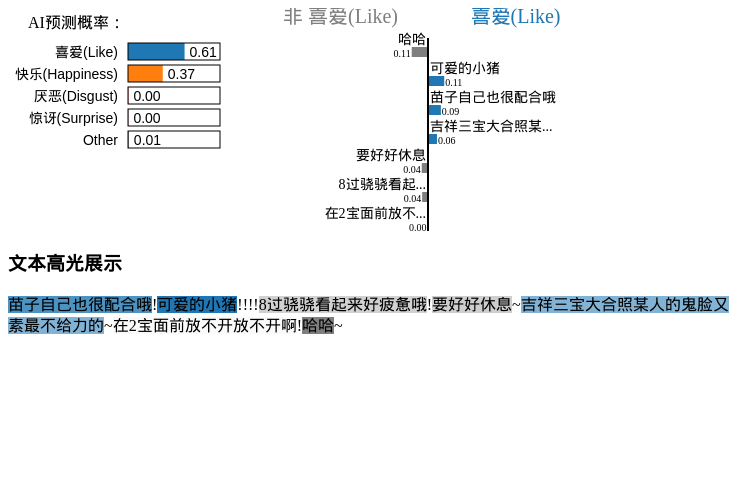 AI预测概率：
喜爱(Like) 0.61
快乐(Happiness) 0.37
厌恶(Disgust) 0.00
惊讶(Surprise) 0.00
Other 0.01
非 喜爱(Like) 喜爱(Like)
哈哈
0.11
可爱的小猪
0.11
苗子自己也很配合哦
0.09
吉祥三宝大合照某...
0.06
要好好休息
0.04
8过骁骁看起...
0.04
在2宝面前放不...
0.00
文本高光展示
苗子自己也很配合哦!可爱的小猪!!!!8过骁骁看起来好疲惫哦!要好好休息~吉祥三宝大合照某人的鬼脸又
素最不给力的~在2宝面前放不开放不开啊!哈哈~